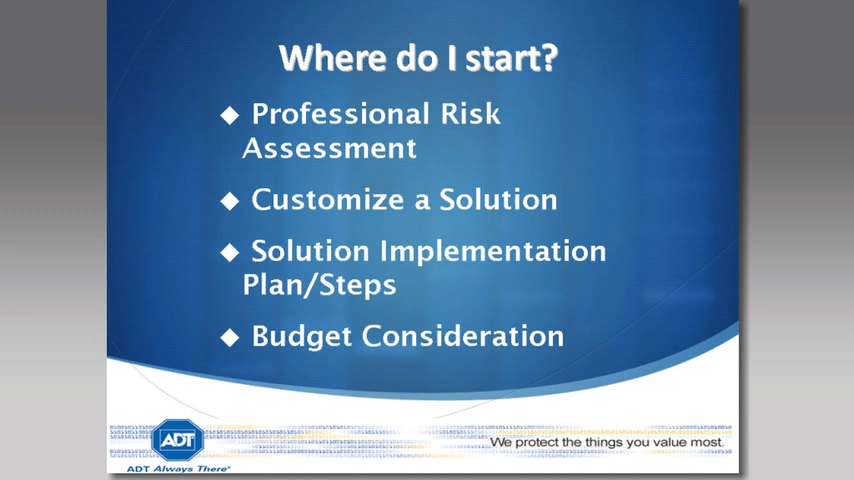 Where do I start?
◆ Professional Risk
Assessment
◆ Customize a Solution
◆ Solution Implementation
Plan/Steps
◆ Budget Consideration
ADT
ADT Always There®
We protect the things you value most.